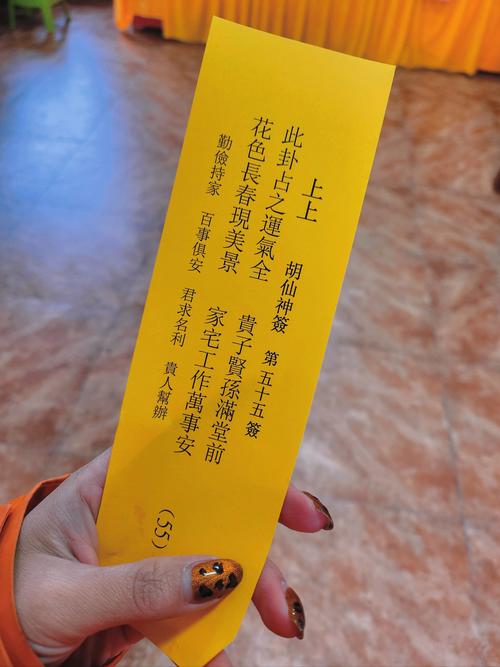 上上　胡仙神簽　第五十五簽
此卦占之運氣全　貴子賢孫滿堂前
花色長春現美景　家宅工作萬事安
勤儉持家　百事俱安　君求名利　貴人幫辦
(55)